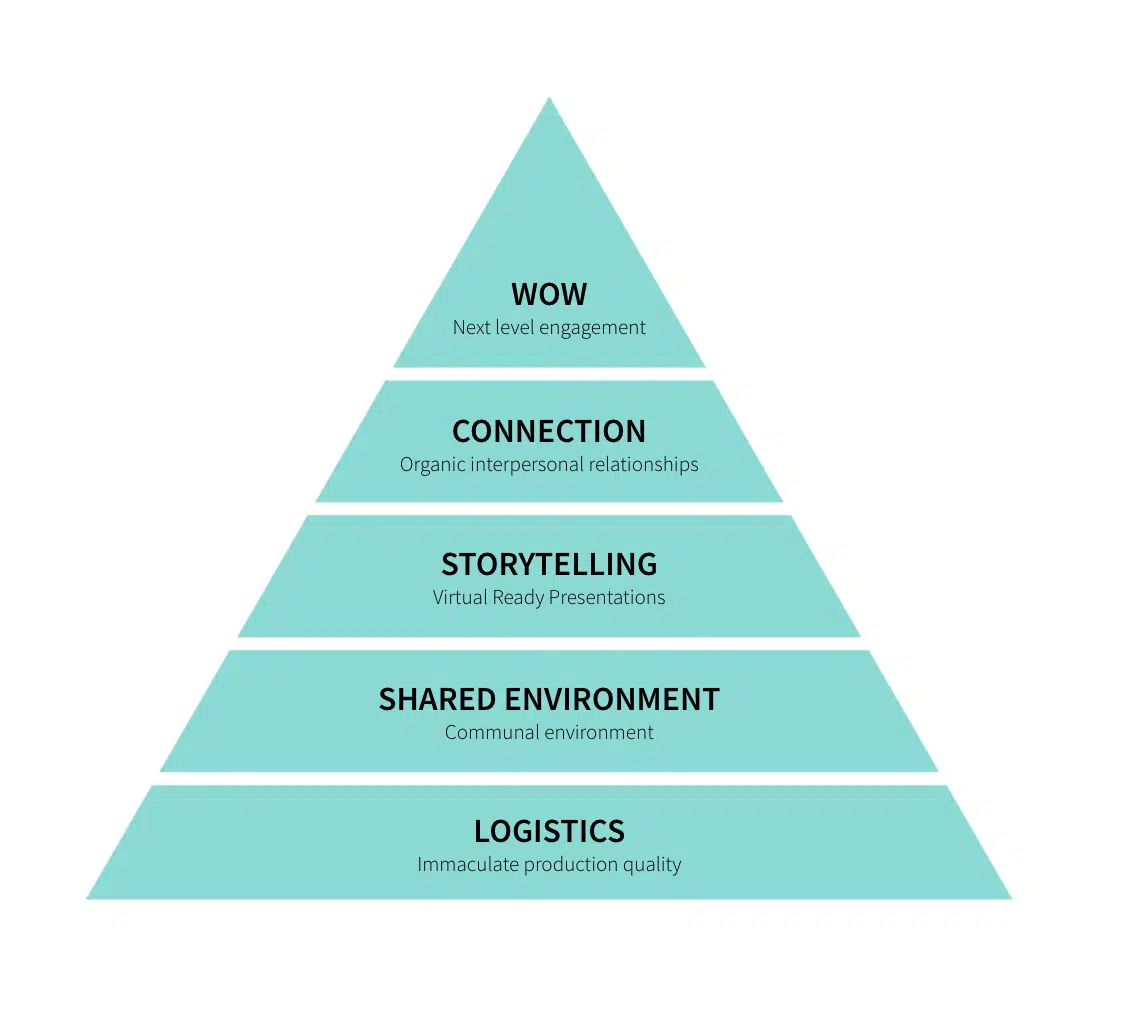 WOW
Next level engagement
CONNECTION
Organic interpersonal relationships
STORYTELLING
Virtual Ready Presentations
SHARED ENVIRONMENT
Communal environment
LOGISTICS
Immaculate production quality